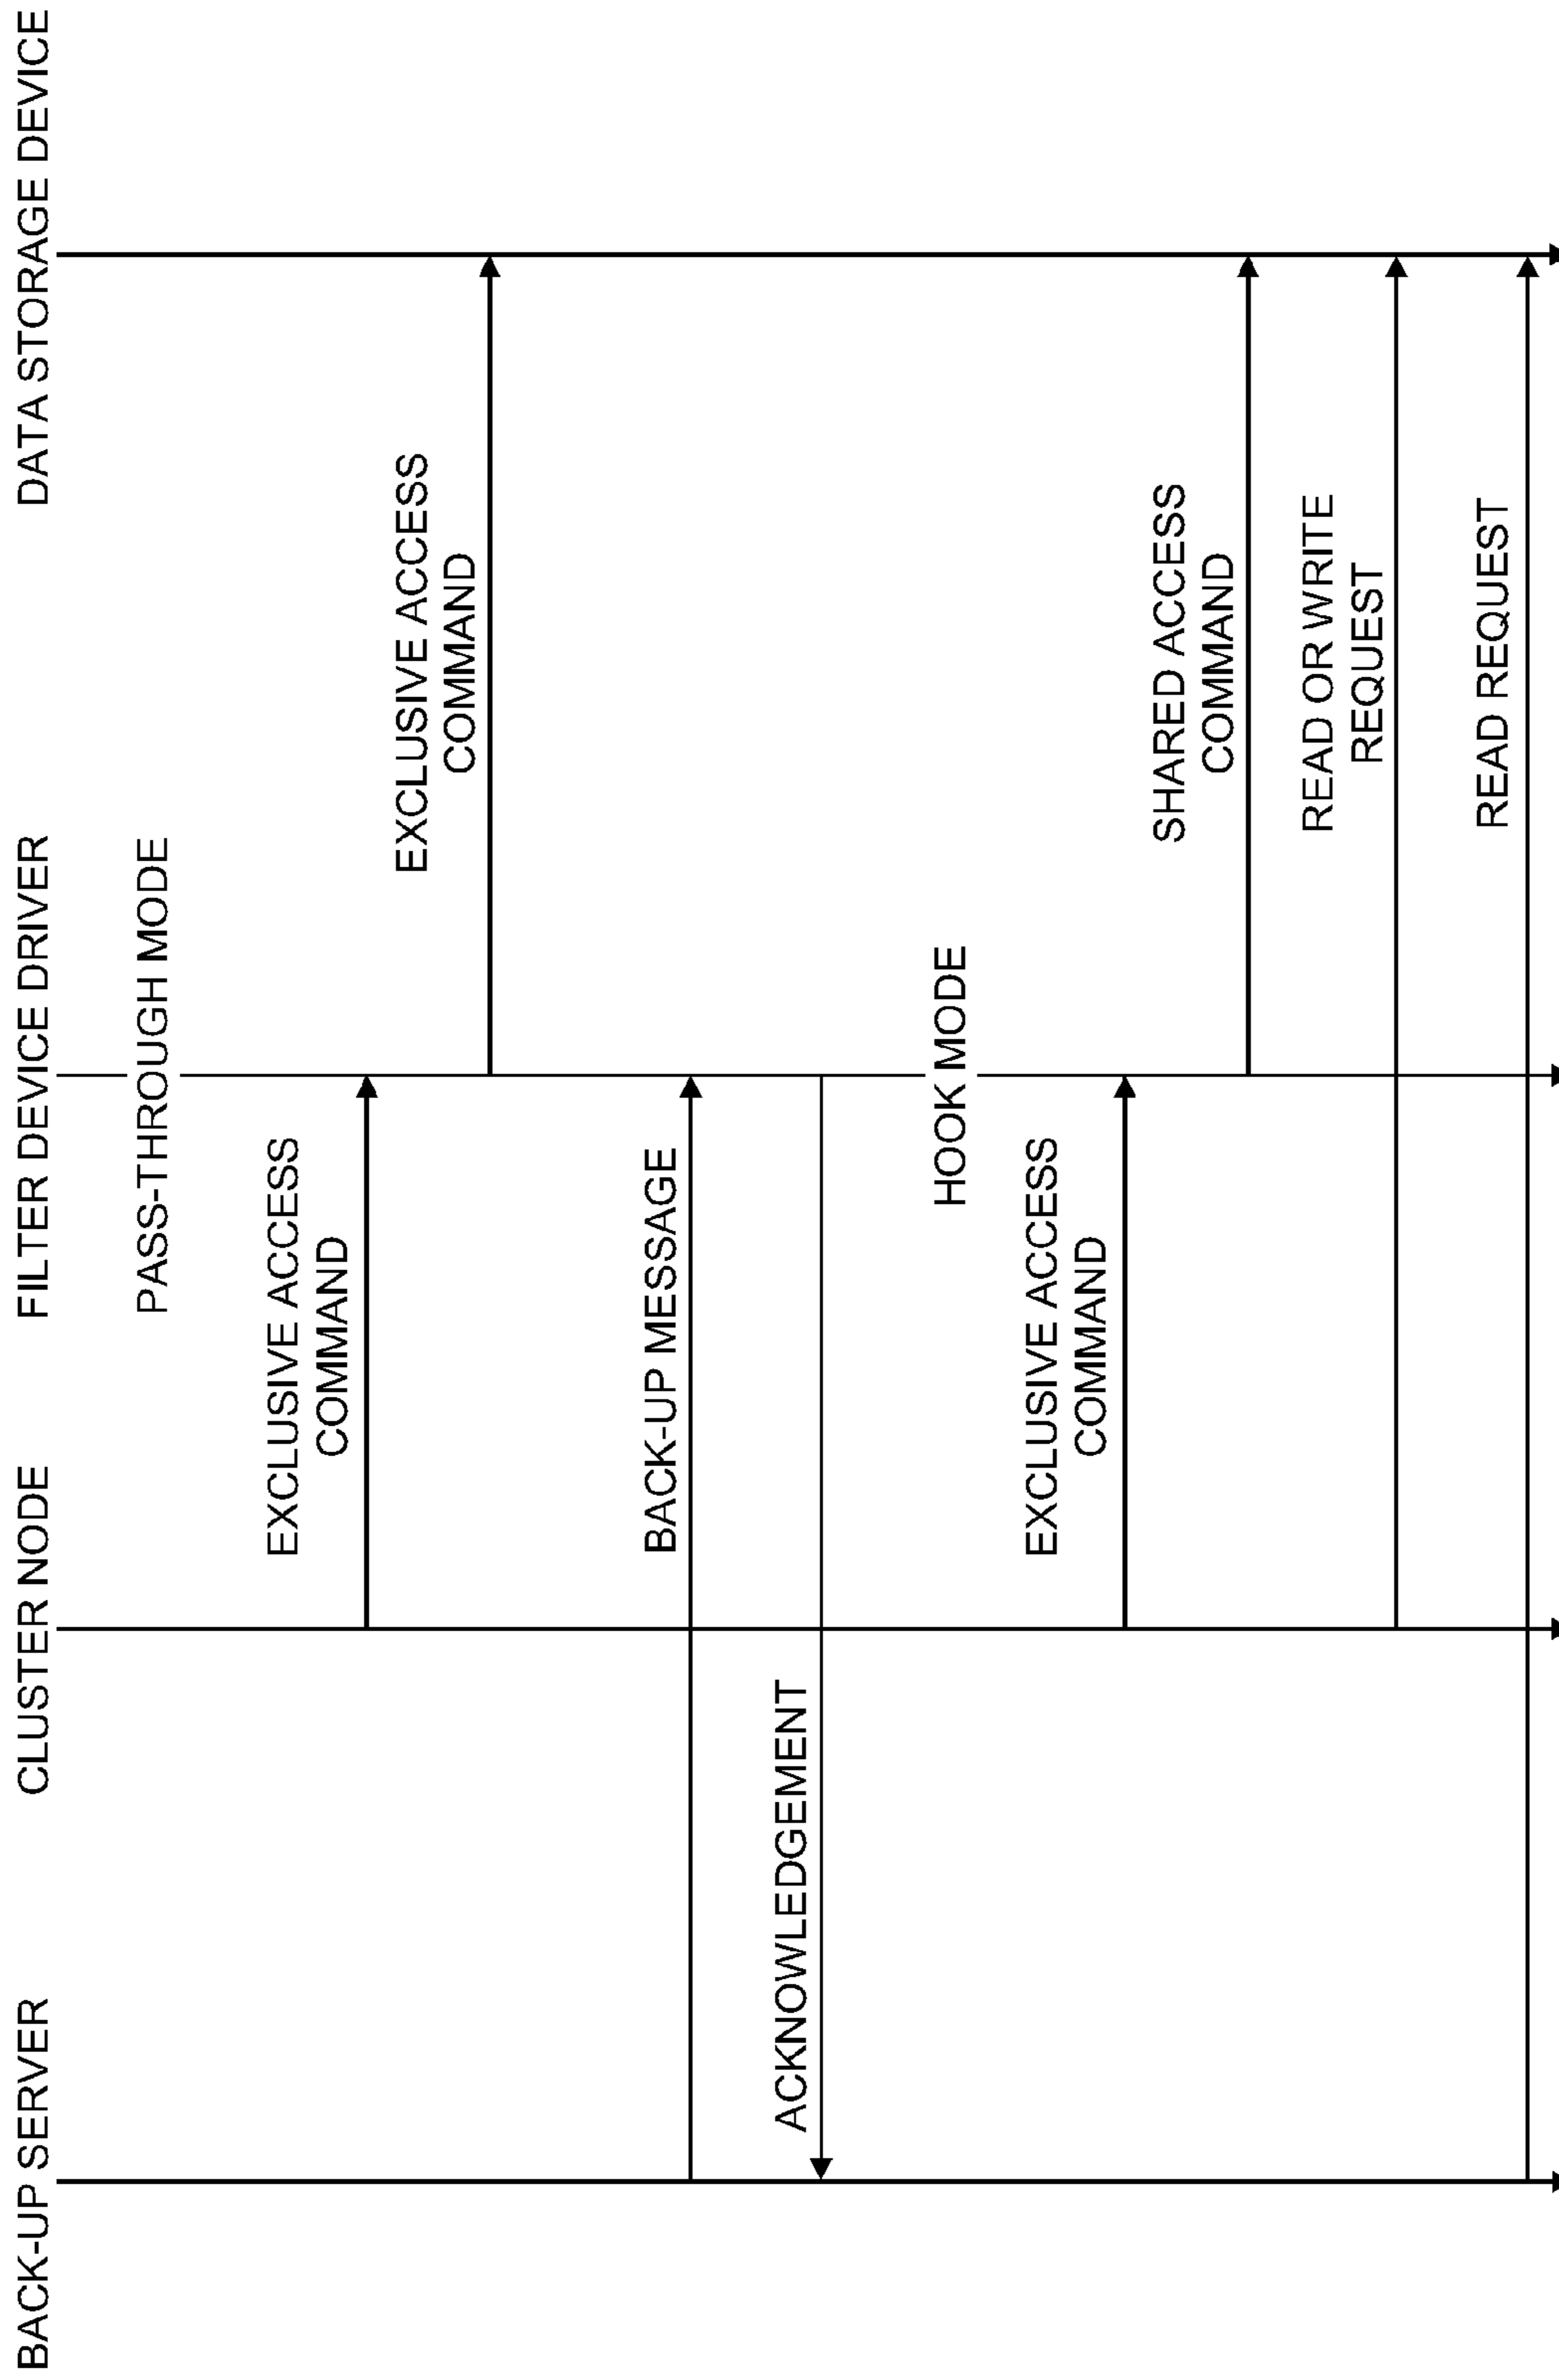 BACK-UP SERVER
CLUSTER NODE
FILTER DEVICE DRIVER
DATA STORAGE DEVICE
PASS-THROUGH MODE
EXCLUSIVE ACCESS
COMMAND
EXCLUSIVE ACCESS
COMMAND
BACK-UP MESSAGE
ACKNOWLEDGEMENT
HOOK MODE
EXCLUSIVE ACCESS
COMMAND
SHARED ACCESS
COMMAND
READ OR WRITE
REQUEST
READ REQUEST